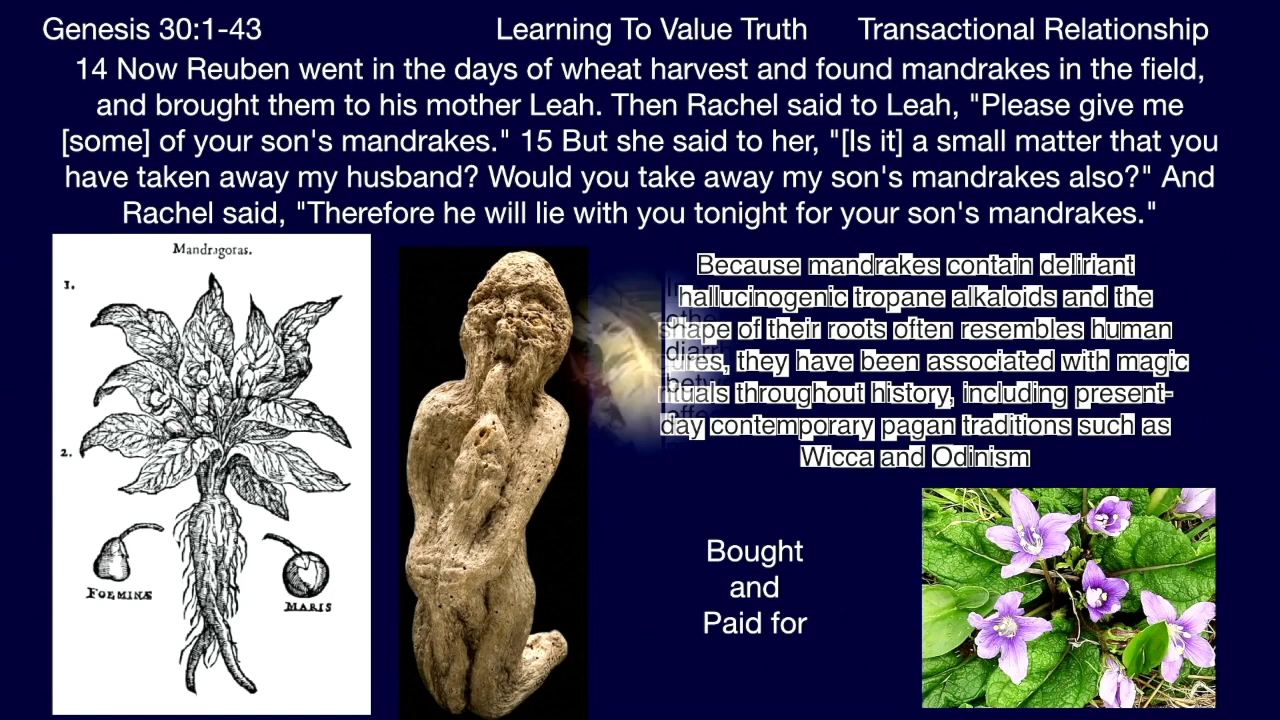 Genesis 30:1-43 Learning To Value Truth Transactional Relationship
14 Now Reuben went in the days of wheat harvest and found mandrakes in the field,
and brought them to his mother Leah. Then Rachel said to Leah, "Please give me
[some] of your son's mandrakes." 15 But she said to her, "[Is it] a small matter that you
have taken away my husband? Would you take away my son's mandrakes also?" And
Rachel said, "Therefore he will lie with you tonight for your son's mandrakes."
Mandragoras.
1.
2.
FOEMINÆ
MARIS
Because mandrakes contain deliriant
hallucinogenic tropane alkaloids and the
shape of their roots often resembles human
they have been associated with magic
rituals throughout history, including present-
day contemporary pagan traditions such as
Wicca and Odinism
Bought
and
Paid for